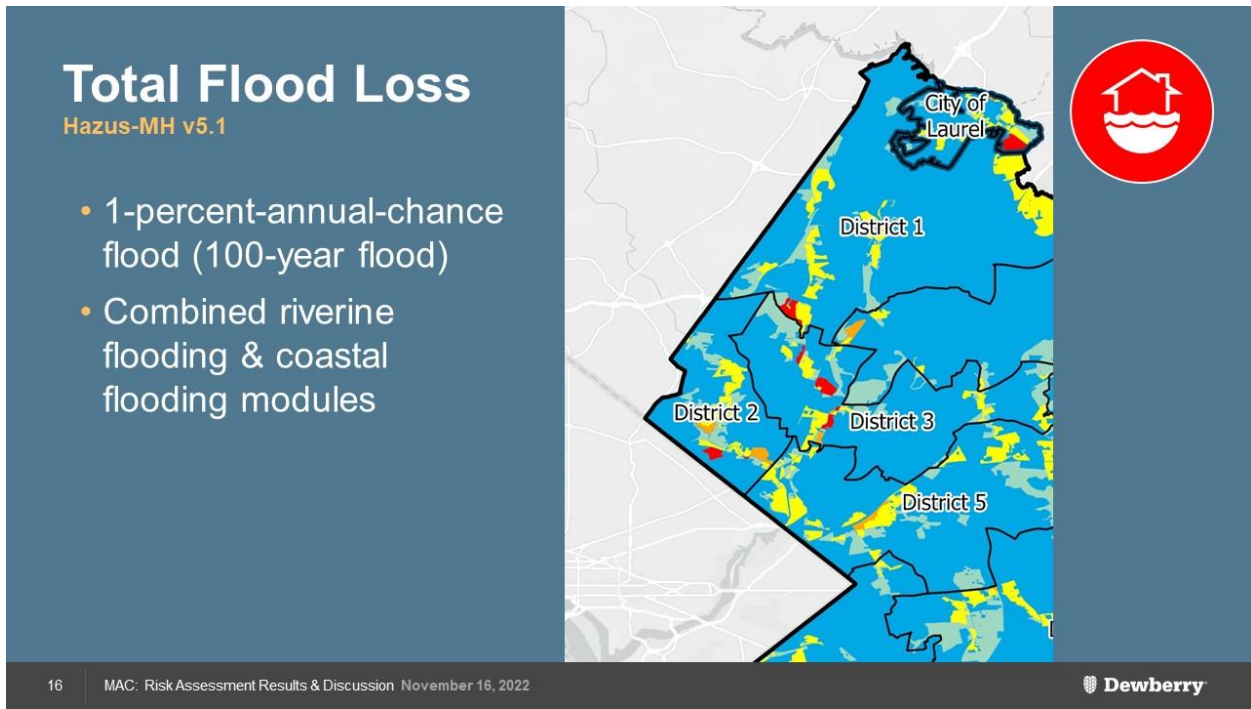 Total Flood Loss
Hazus-MH v5.1
• 1-percent-annual-chance
flood (100-year flood)
• Combined riverine
flooding & coastal
flooding modules
City of
Laurel
District 1
District 2
District 3
District 5
16
MAC: Risk Assessment Results & Discussion November 16, 2022
Dewberry